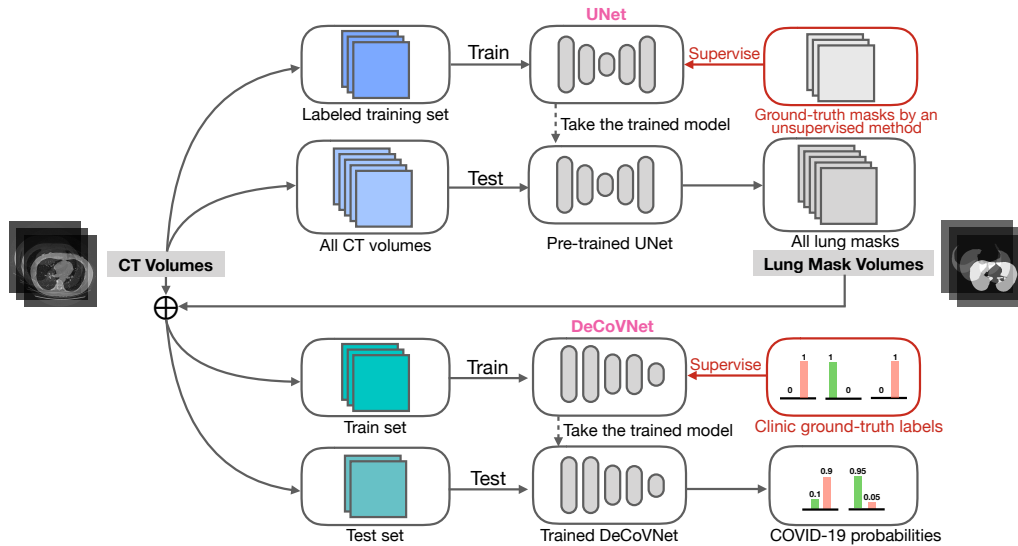 UNet
Train
Supervise
Labeled training set
Ground-truth masks by an
unsupervised method
Take the trained model
Test
All CT volumes
Pre-trained UNet
All lung masks
CT Volumes
Lung Mask Volumes
DeCoVNet
Train
Supervise
0
1
1
0
0
1
Train set
Clinic ground-truth labels
Take the trained model
Test
0.1
0.9
0.95
0.05
Test set
Trained DeCoVNet
COVID-19 probabilities